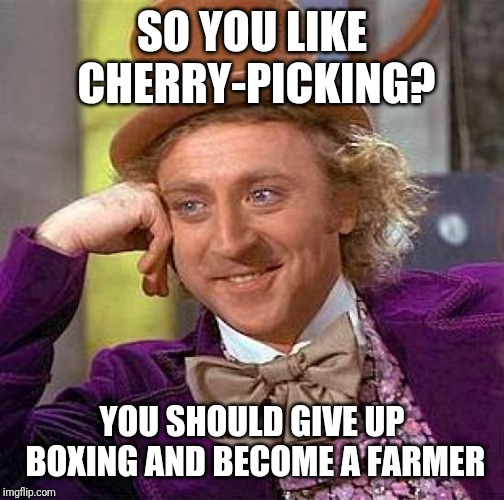 SO YOU LIKE
CHERRY-PICKING?
YOU SHOULD GIVE UP
BOXING AND BECOME A FARMER
imgflip.com